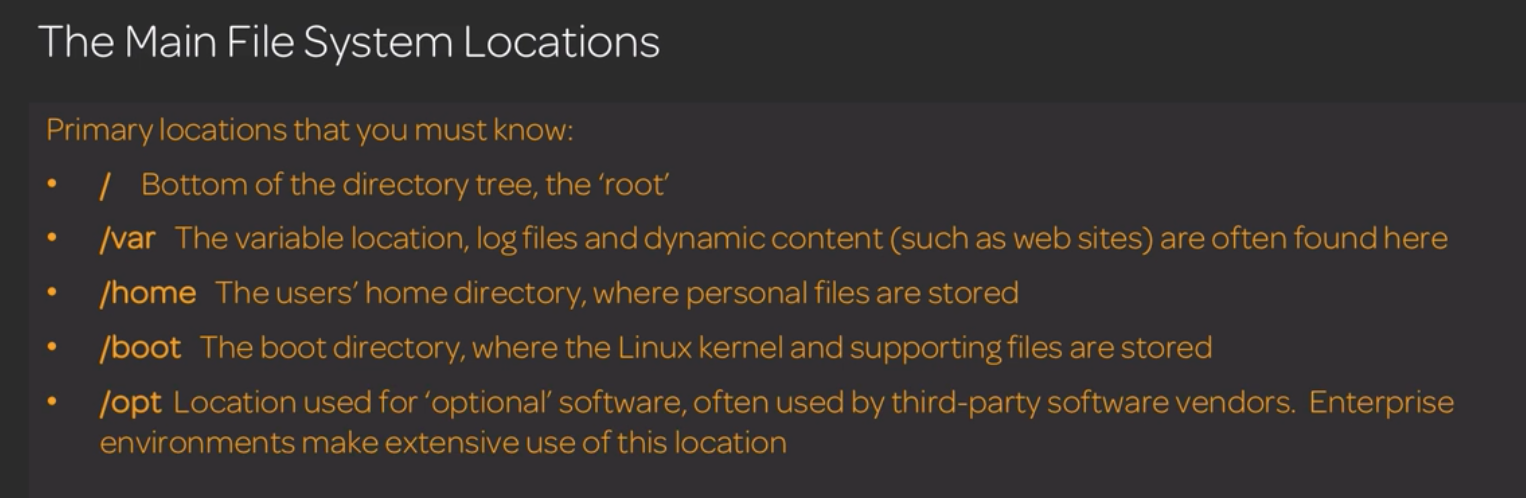 The Main File System Locations
Primary locations that you must know:
• / Bottom of the directory tree, the ‘root’
• /var The variable location, log files and dynamic content (such as web sites) are often found here
• /home The users’ home directory, where personal files are stored
• /boot The boot directory, where the Linux kernel and supporting files are stored
• /opt Location used for ‘optional’ software, often used by third-party software vendors. Enterprise
environments make extensive use of this location